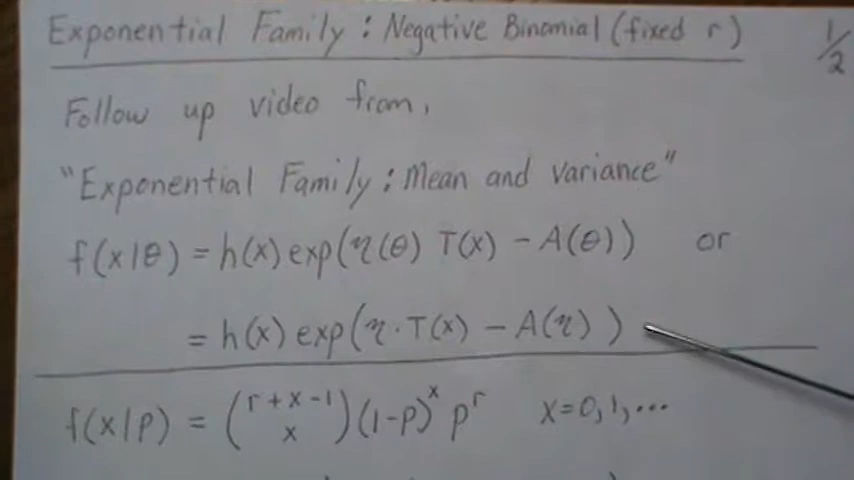 Exponential Family : Negative Binomial (fixed r)
1/2
Follow up video from,
"Exponential Family : Mean and variance"
f(x|θ) = h(x) exp(η(θ) T(x) - A(θ)) or
= h(x) exp(η · T(x) - A(η))
f(x|p) = (r+x-1 x)(1-p)^x p^r x=0,1,...